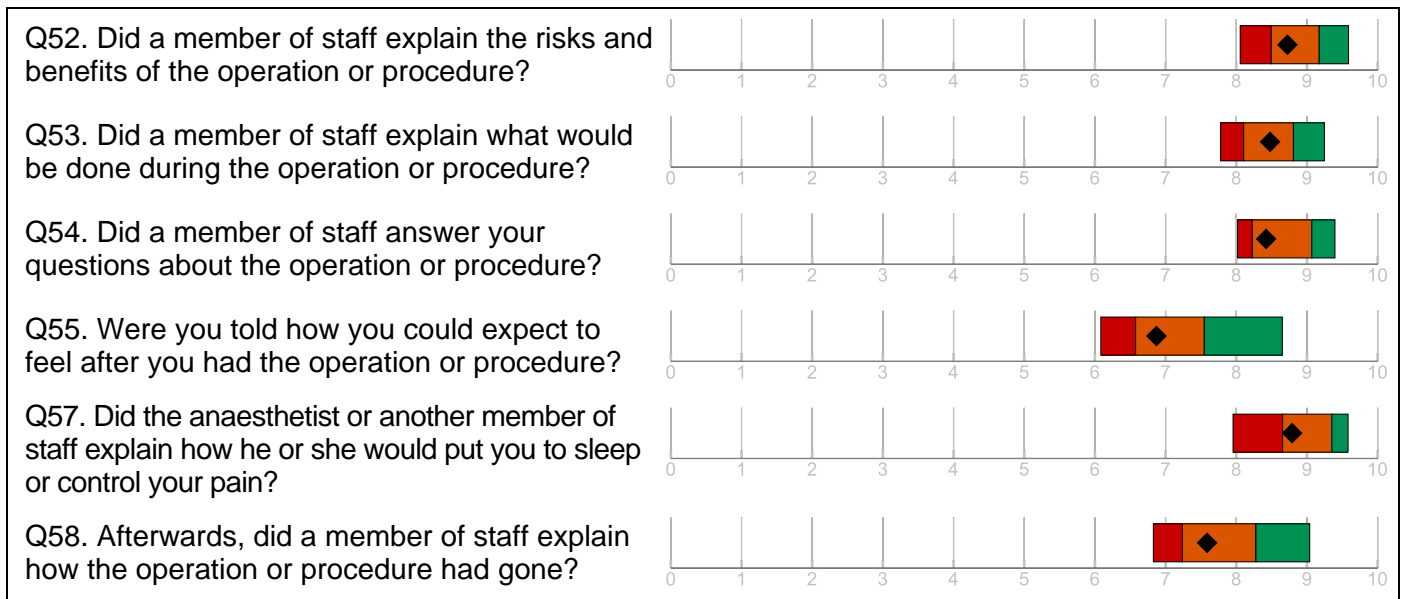 Q52. Did a member of staff explain the risks and
benefits of the operation or procedure?
0 1 2 3 4 5 6 7 8 9 10
Q53. Did a member of staff explain what would
be done during the operation or procedure?
0 1 2 3 4 5 6 7 8 9 10
Q54. Did a member of staff answer your
questions about the operation or procedure?
0 1 2 3 4 5 6 7 8 9 10
Q55. Were you told how you could expect to
feel after you had the operation or procedure?
0 1 2 3 4 5 6 7 8 9 10
Q57. Did the anaesthetist or another member of
staff explain how he or she would put you to sleep
or control your pain?
0 1 2 3 4 5 6 7 8 9 10
Q58. Afterwards, did a member of staff explain
how the operation or procedure had gone?
0 1 2 3 4 5 6 7 8 9 10